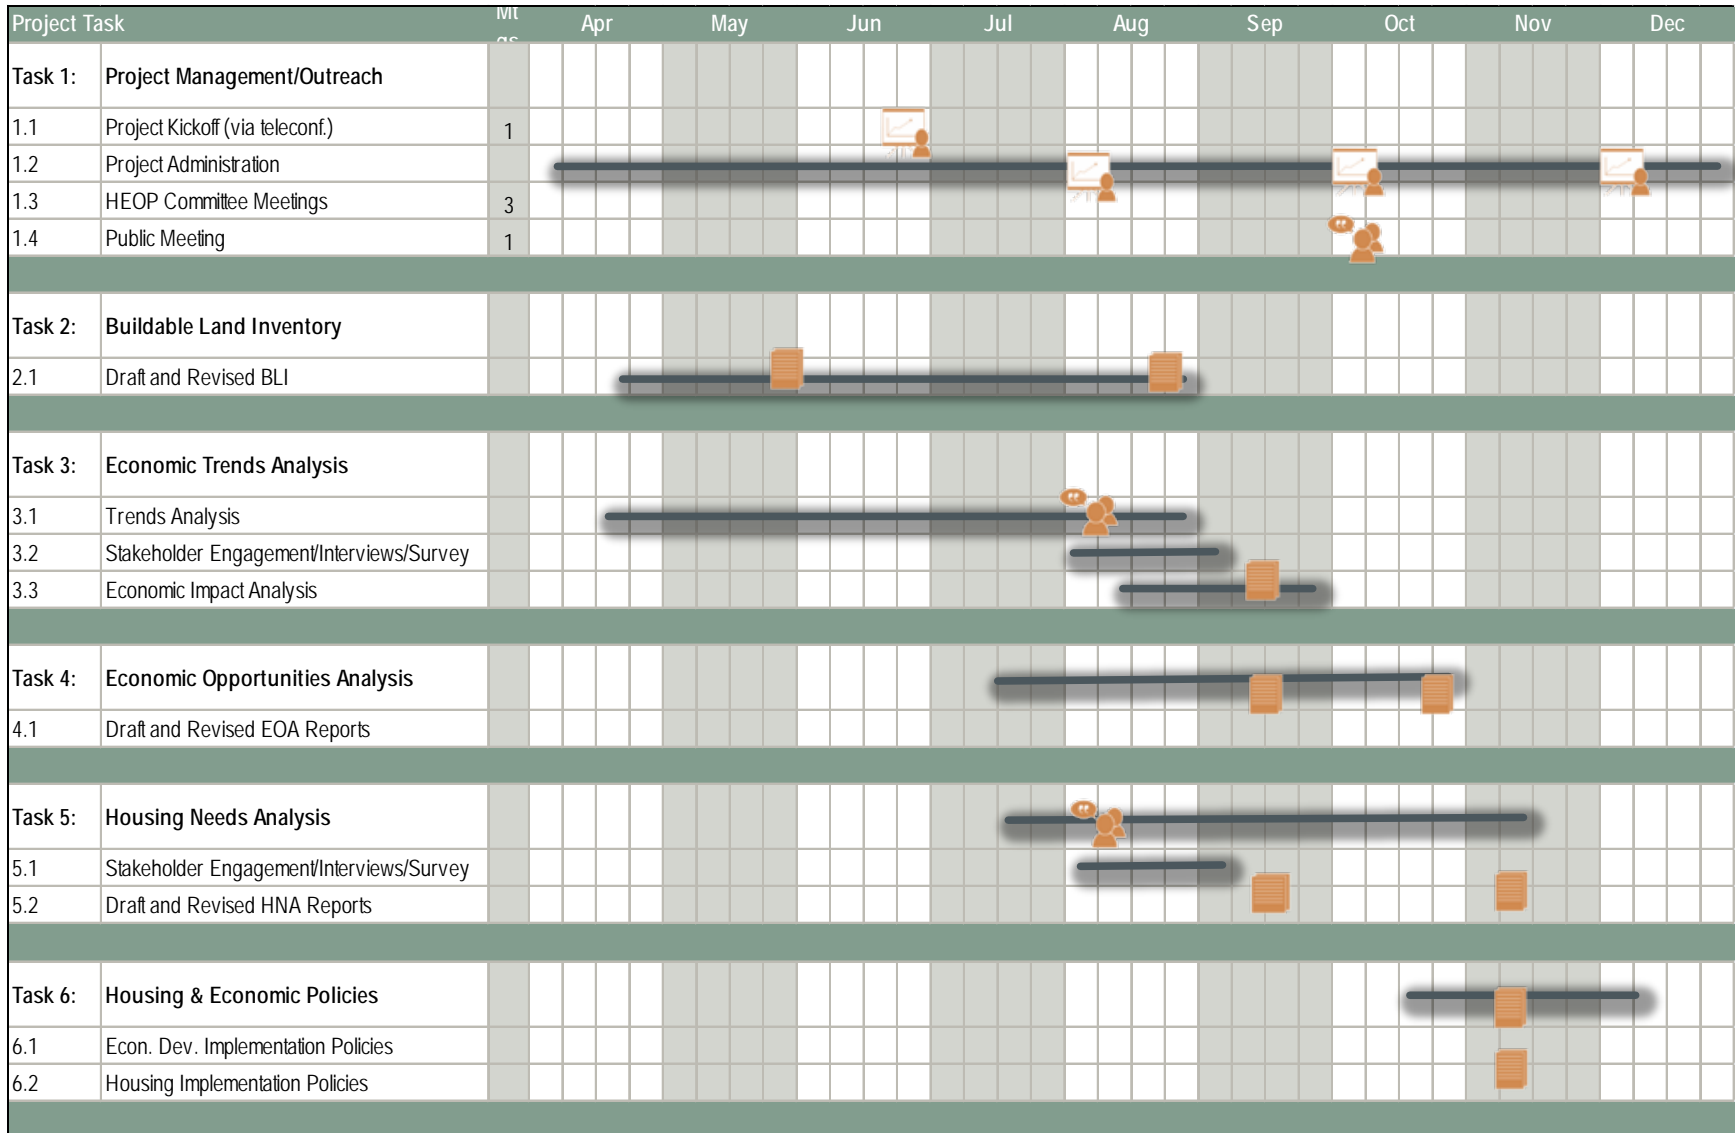 Project Task Mt Apr May Jun Jul Aug Sep Oct Nov Dec
gs
Task 1: Project Management/Outreach
1.1 Project Kickoff (via teleconf.) 1
1.2 Project Administration
1.3 HEOP Committee Meetings 3
1.4 Public Meeting 1
Task 2: Buildable Land Inventory
2.1 Draft and Revised BLI
Task 3: Economic Trends Analysis
3.1 Trends Analysis
3.2 Stakeholder Engagement/Interviews/Survey
3.3 Economic Impact Analysis
Task 4: Economic Opportunities Analysis
4.1 Draft and Revised EOA Reports
Task 5: Housing Needs Analysis
5.1 Stakeholder Engagement/Interviews/Survey
5.2 Draft and Revised HNA Reports
Task 6: Housing & Economic Policies
6.1 Econ. Dev. Implementation Policies
6.2 Housing Implementation Policies